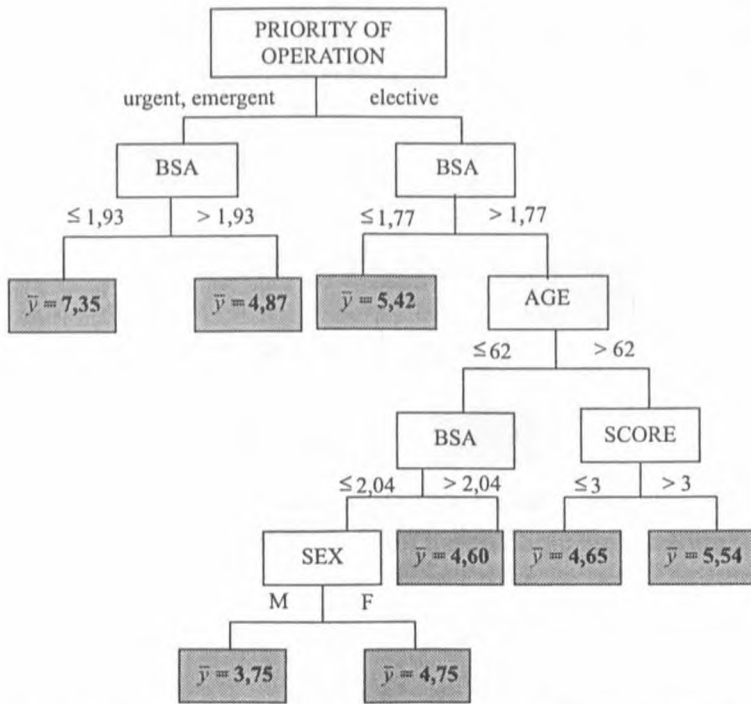 PRIORITY OF
OPERATION
urgent, emergent elective
BSA BSA
≤ 1,93 > 1,93 ≤ 1,77 > 1,77
ȳ = 7,35 ȳ = 4,87 ȳ = 5,42 AGE
≤ 62 > 62
BSA SCORE
≤ 2,04 > 2,04 ≤ 3 > 3
SEX ȳ = 4,60 ȳ = 4,65 ȳ = 5,54
M F
ȳ = 3,75 ȳ = 4,75